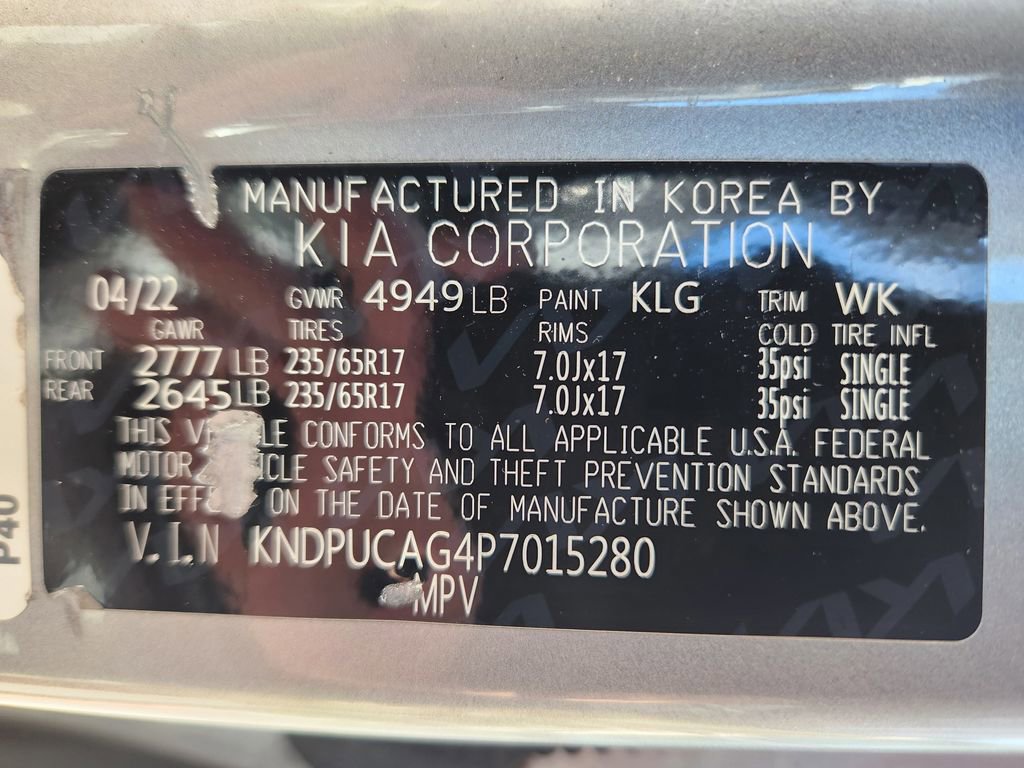 MANUFACTURED IN KOREA BY
KIA CORPORATION
04/22 GVWR 4949 LB PAINT KLG TRIM WK
GAWR TIRES RIMS COLD TIRE INFL
FRONT 2777 LB 235/65R17 7.0Jx17 35psi SINGLE
REAR 2645 LB 235/65R17 7.0Jx17 35psi SINGLE
THIS CONFORMS TO ALL APPLICABLE U.S.A. FEDERAL
MOTOR SAFETY AND THEFT PREVENTION STANDARDS
IN ON THE DATE OF MANUFACTURE SHOWN ABOVE.
V.I.N KNDPUCAG4P7015280
MPV
P40